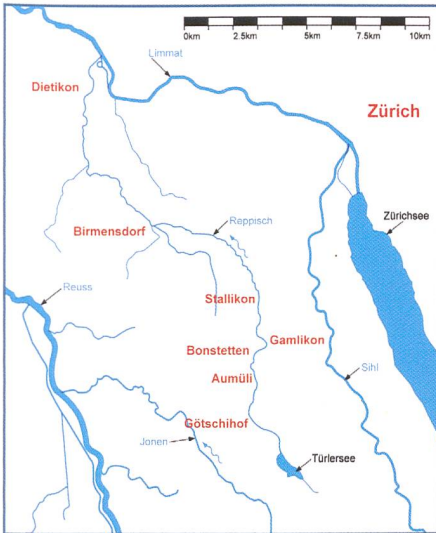 0km 2.5km 5km 7.5km 10km
Limmat
Dietikon
Zürich
Zürichsee
Birmensdorf
Reppisch
Reuss
Stallikon
Gamlikon
Bonstetten
Aumüli
Sihl
Götschihof
Jonen
Türlersee